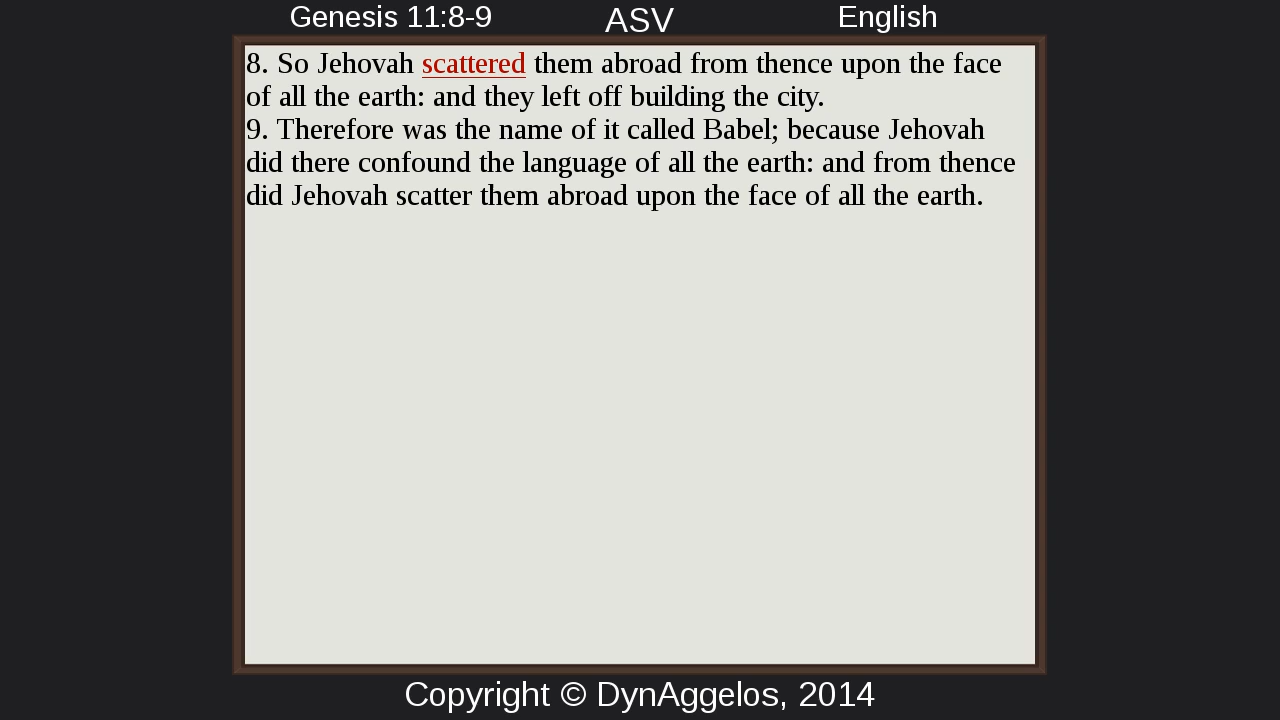 Genesis 11:8-9 ASV English
8. So Jehovah scattered them abroad from thence upon the face
of all the earth: and they left off building the city.
9. Therefore was the name of it called Babel; because Jehovah
did there confound the language of all the earth: and from thence
did Jehovah scatter them abroad upon the face of all the earth.
Copyright © DynAggelos, 2014